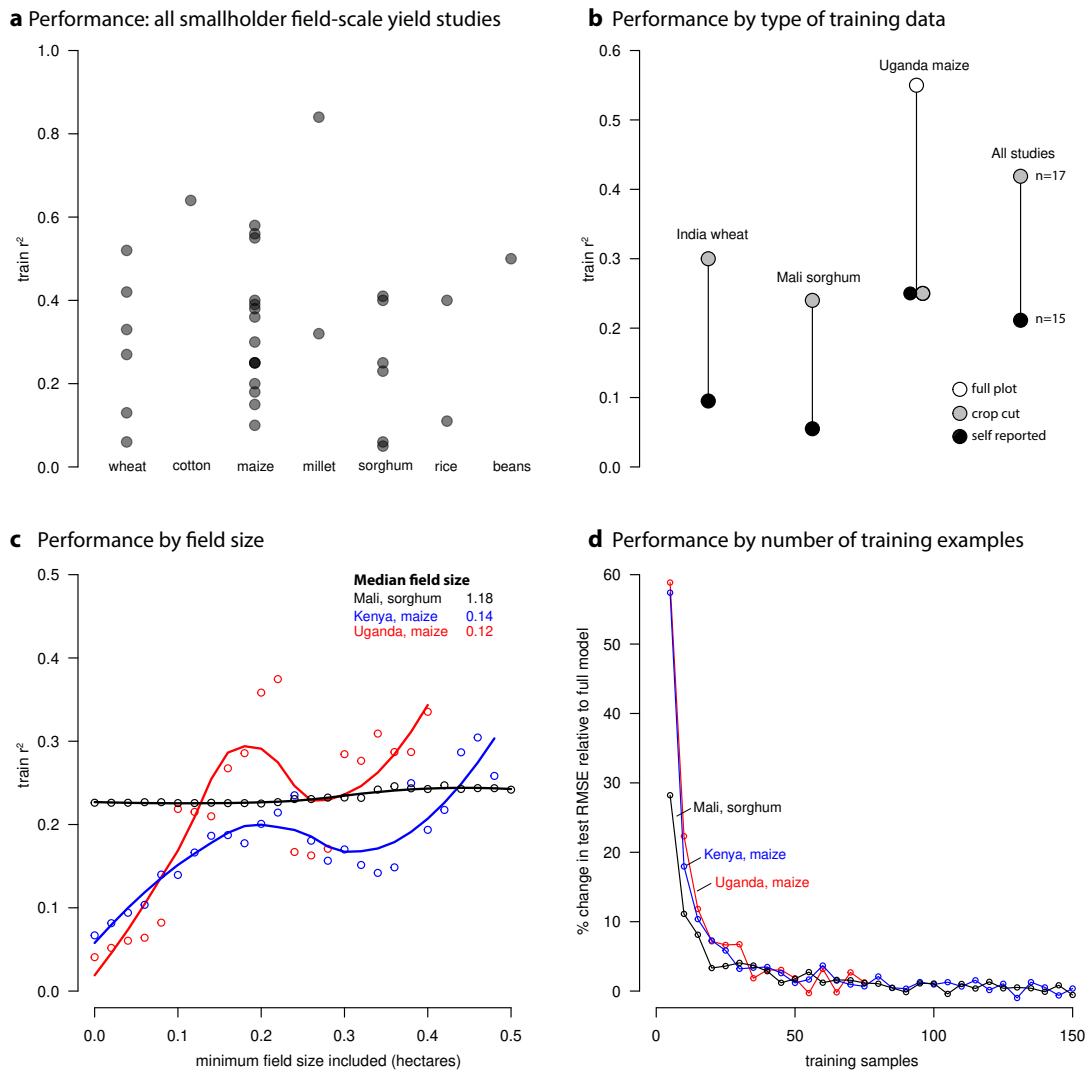 a Performance: all smallholder field-scale yield studies
train r²
1.0
0.8
0.6
0.4
0.2
0.0
wheat cotton maize millet sorghum rice beans
b Performance by type of training data
train r²
0.6
0.5
0.4
0.3
0.2
0.1
0.0
Uganda maize
All studies
n=17
India wheat
Mali sorghum
n=15
full plot
crop cut
self reported
c Performance by field size
train r²
0.5
0.4
0.3
0.2
0.1
0.0
Median field size
Mali, sorghum 1.18
Kenya, maize 0.14
Uganda, maize 0.12
0.0 0.1 0.2 0.3 0.4 0.5
minimum field size included (hectares)
d Performance by number of training examples
% change in test RMSE relative to full model
60
50
40
30
20
10
0
Mali, sorghum
Kenya, maize
Uganda, maize
0 50 100 150
training samples